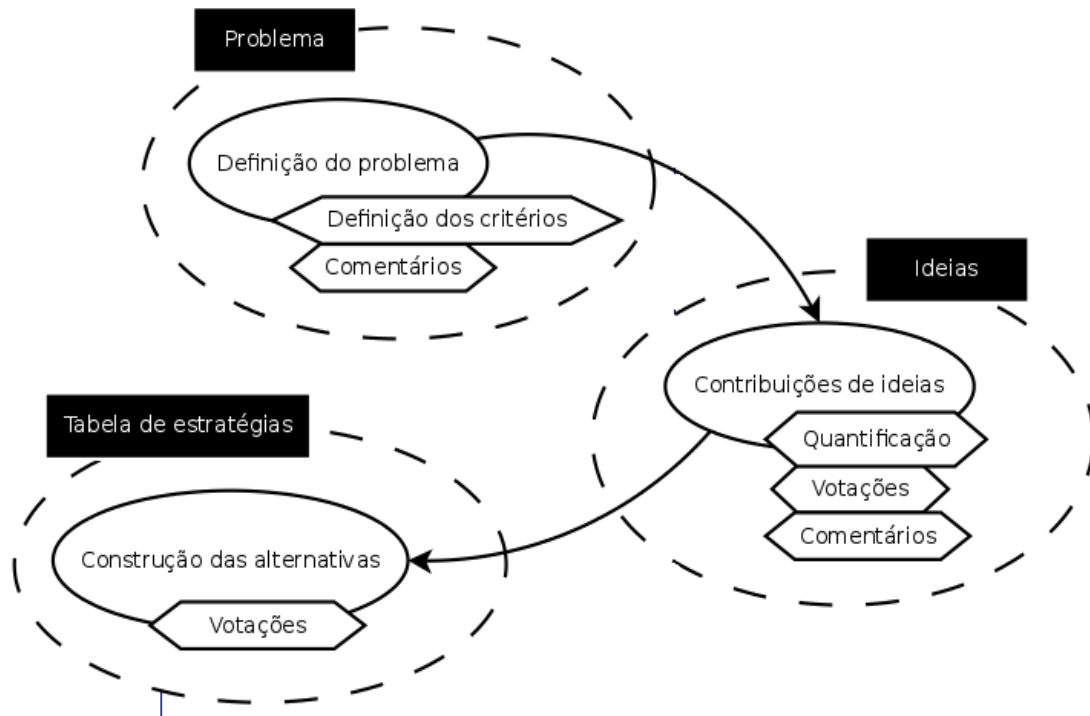 Problema
Definição do problema
Definição dos critérios
Comentários
Ideias
Contribuições de ideias
Quantificação
Votações
Comentários
Tabela de estratégias
Construção das alternativas
Votações